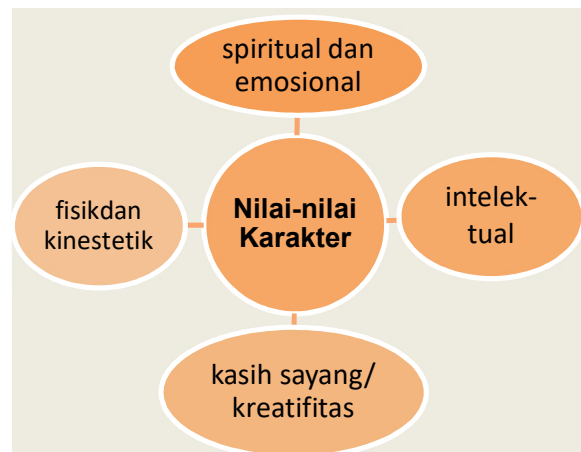 spiritual dan
emosional
fisikdan
kinestetik
Nilai-nilai
Karakter
intelek-
tual
kasih sayang/
kreatifitas